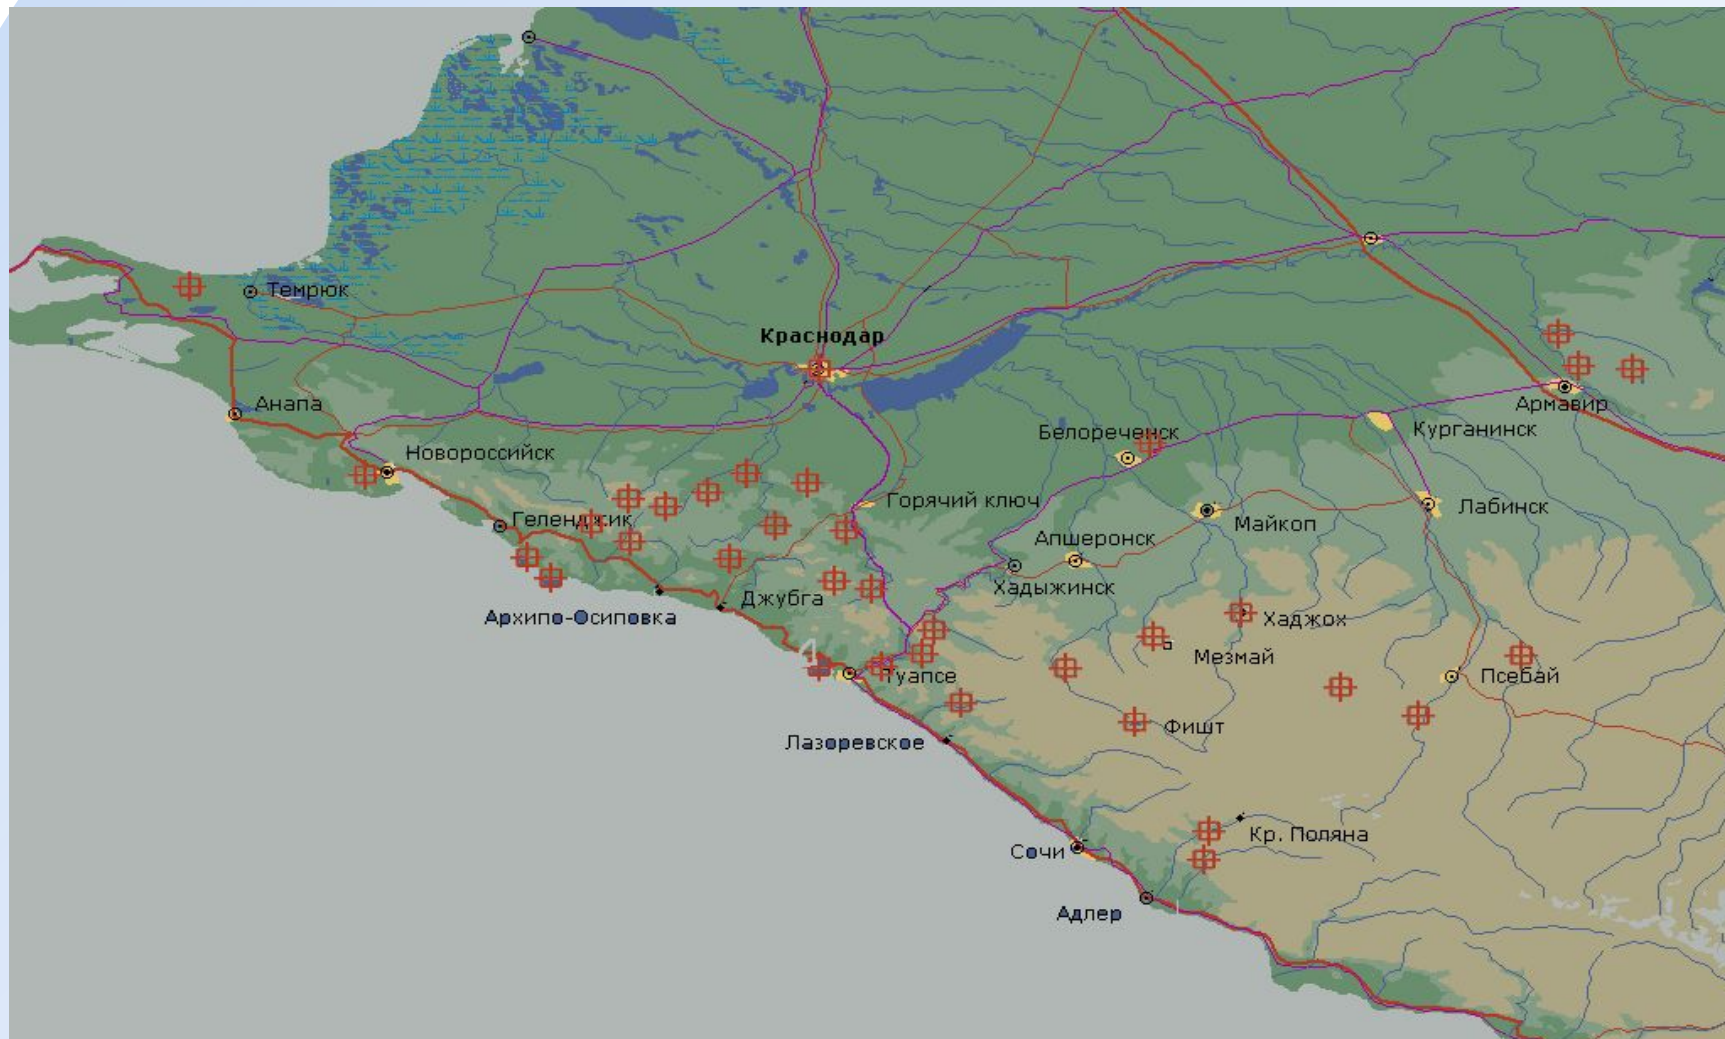 Темрюк
Краснодар
Анапа
Армавир
Курганинск
Белореченск
Новороссийск
Горячий ключ
Лабинск
Геленджик
Майкоп
Апшеронск
Хадыжинск
Джубга
Архипо-Осиповка
Хаджох
4
Мезмай
Туапсе
Псебай
Фишт
Лазоревское
Кр. Поляна
Сочи
Адлер